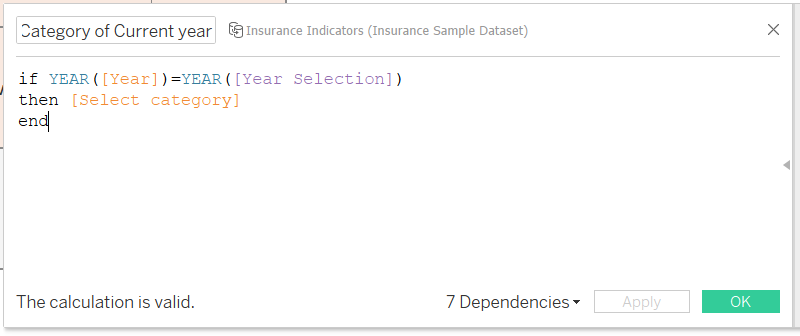 Category of Current year
Insurance Indicators (Insurance Sample Dataset)
if YEAR([Year])=YEAR([Year Selection])
then [Select category]
end
The calculation is valid.
7 Dependencies
Apply
OK